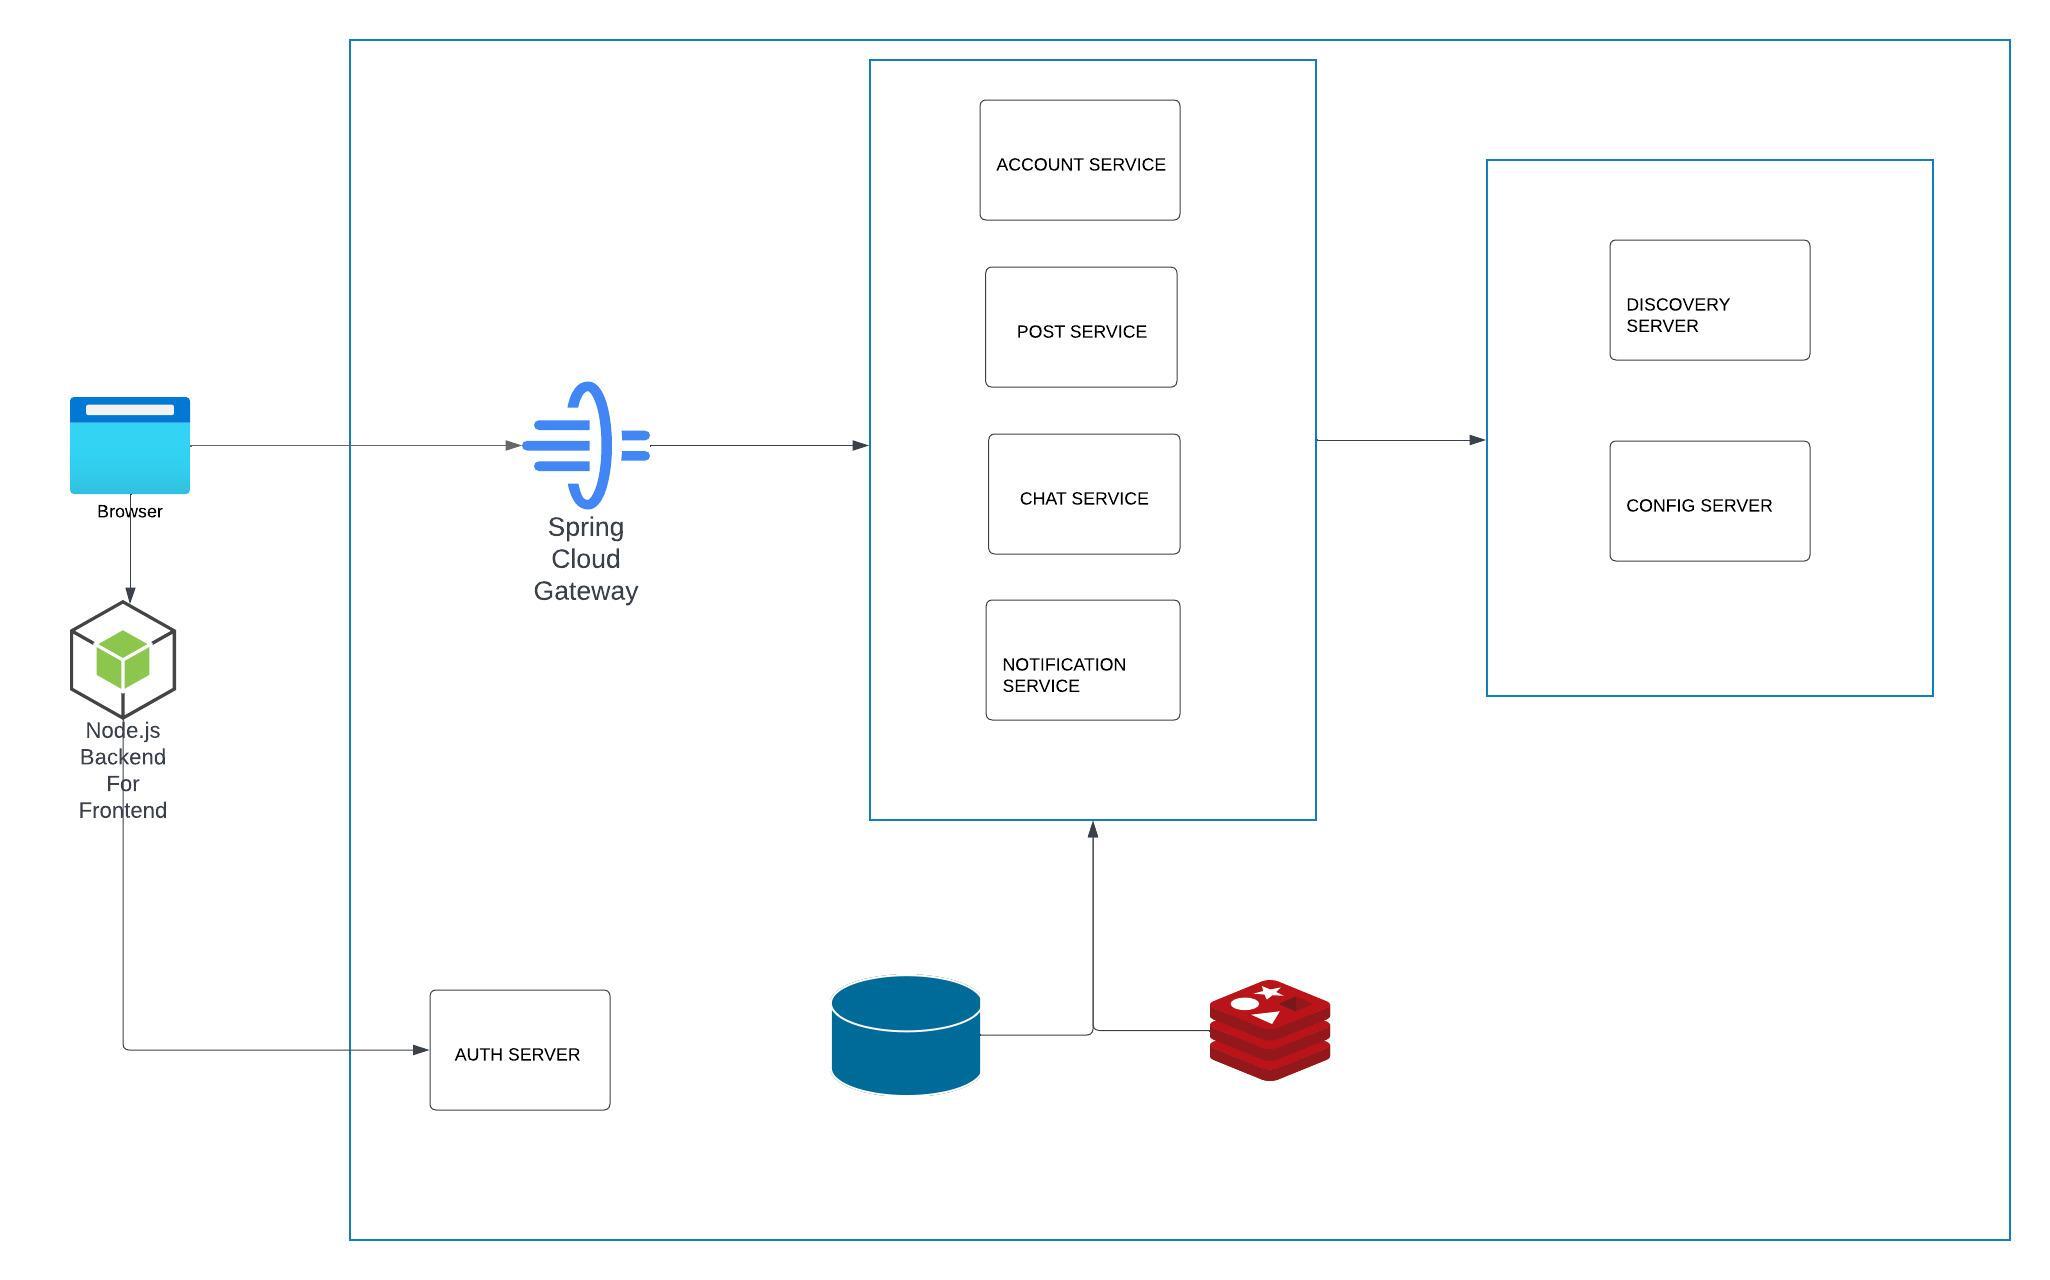 ACCOUNT SERVICE
POST SERVICE
CHAT SERVICE
NOTIFICATION
SERVICE
DISCOVERY
SERVER
CONFIG SERVER
Browser
Spring
Cloud
Gateway
Node.js
Backend
For
Frontend
AUTH SERVER